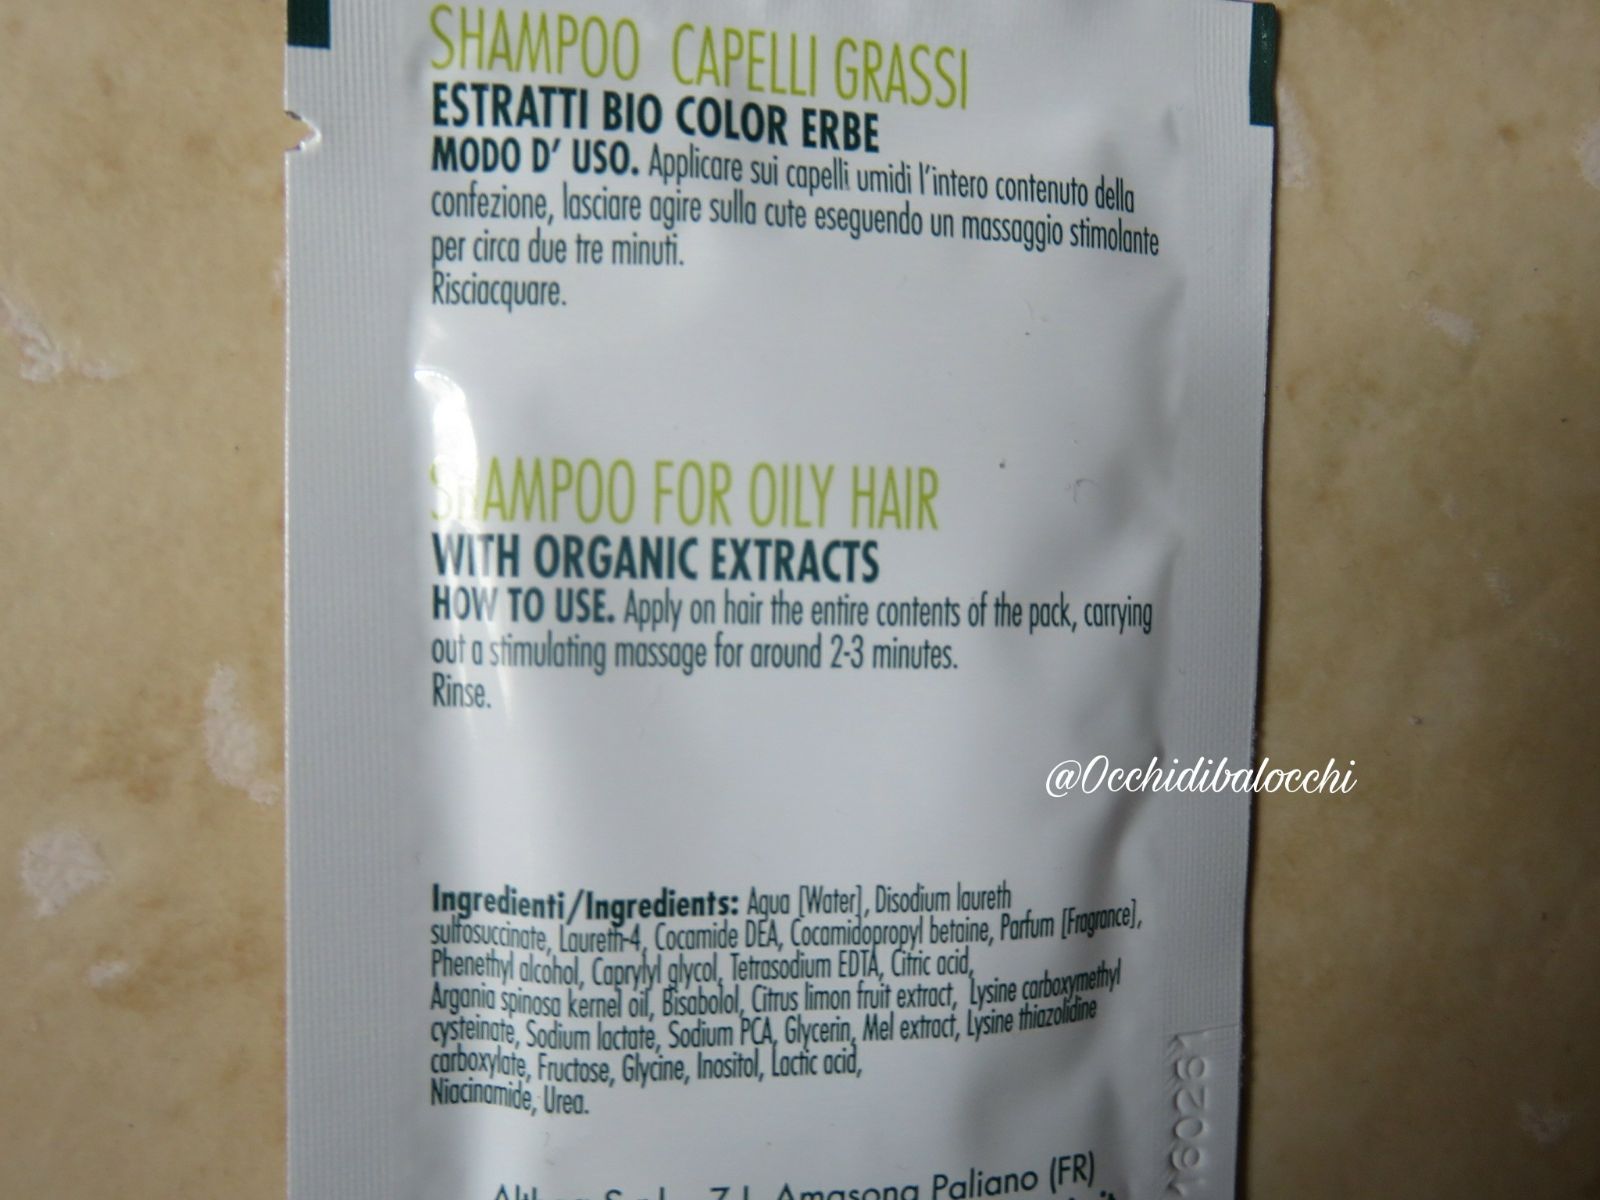 SHAMPOO CAPELLI GRASSI
ESTRATTI BIO COLOR ERBE
MODO D' USO. Applicare sui capelli umidi l'intero contenuto della
confezione, lasciare agire sulla cute eseguendo un massaggio stimolante
per circa due tre minuti.
Risciacquare.
SHAMPOO FOR OILY HAIR
WITH ORGANIC EXTRACTS
HOW TO USE. Apply on hair the entire contents of the pack, carrying
out a stimulating massage for around 2-3 minutes.
Rinse.
@Occhidibalocchi
Ingredienti/Ingredients: Aqua [Water], Disodium laureth
sulfosuccinate, Laureth-4, Cocamide DEA, Cocamidopropyl betaine, Parfum [Fragrance],
Phenethyl alcohol, Caprylyl glycol, Tetrasodium EDTA, Citric acid,
Argania spinosa kernel oil, Bisabolol, Citrus limon fruit extract, Lysine carboxymethyl
cysteinate, Sodium lactate, Sodium PCA, Glycerin, Mel extract, Lysine thiazolidine
carboxylate, Fructose, Glycine, Inositol, Lactic acid,
Niacinamide, Urea.
Amasona Paliano (FR)